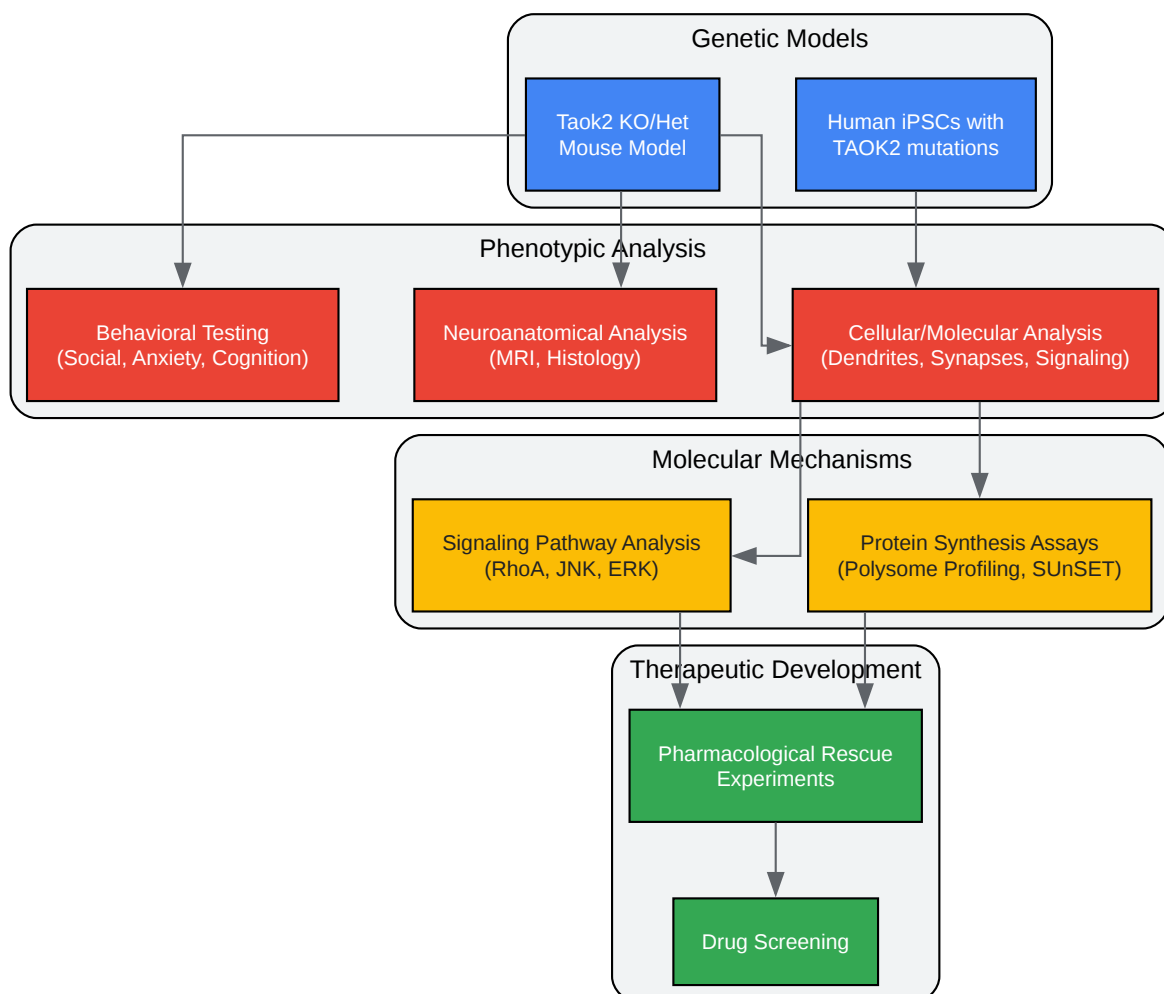 Genetic Models
Taok2 KO/Het
Mouse Model
Human iPSCs with
TAOK2 mutations
Phenotypic Analysis
Behavioral Testing
(Social, Anxiety, Cognition)
Neuroanatomical Analysis
(MRI, Histology)
Cellular/Molecular Analysis
(Dendrites, Synapses, Signaling)
Molecular Mechanisms
Signaling Pathway Analysis
(RhoA, JNK, ERK)
Protein Synthesis Assays
(Polysome Profiling, SUnSET)
Therapeutic Development
Pharmacological Rescue
Experiments
Drug Screening